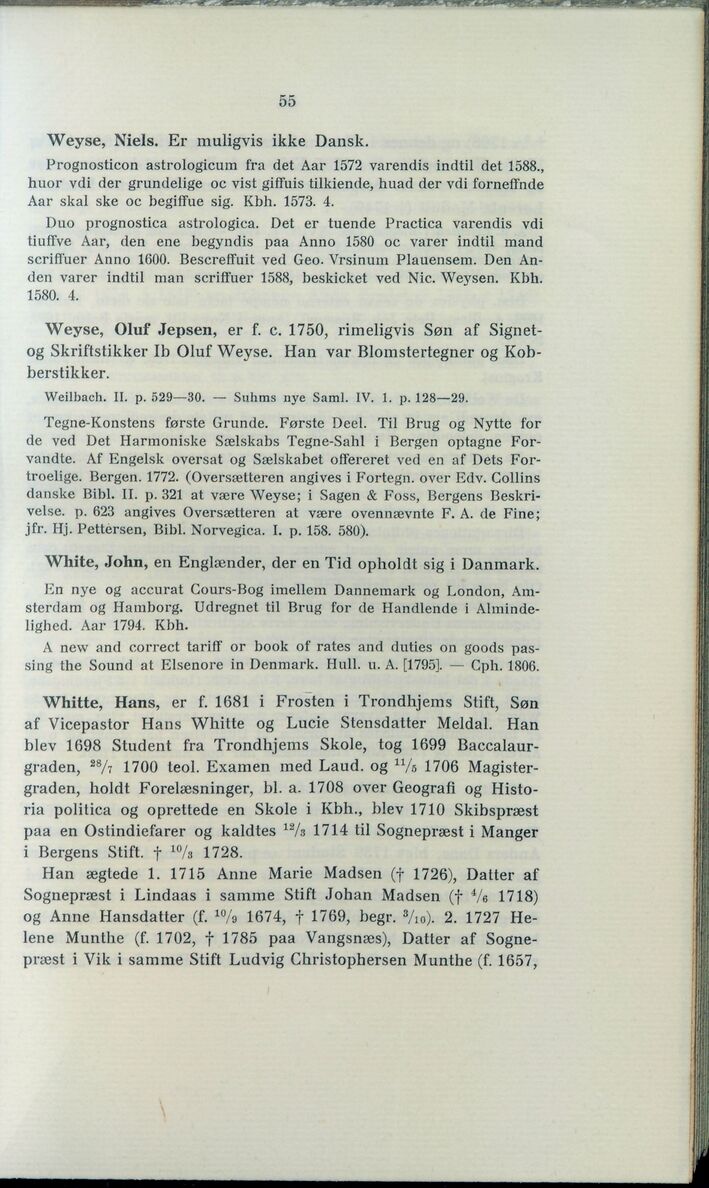 55
Weyse, Niels. Er muligvis ikke Dansk.
Prognosticon astrologicum fra det Aar 1572 varendis indtil det 1588.,
huor vdi der grundelige oc vist giffuis tilkiende, huad der vdi forneffnde
Aar skal ske oc begiffue sig. Kbh. 1573. 4.
Duo prognostica astrologica. Det er tuende Practica varendis vdi
tiuffve Aar, den ene begyndis paa Anno 1580 oc varer indtil mand
scriffuer Anno 1600. Bescreffuit ved Geo. Vrsinum Plauensem. Den An-
den varer indtil man scriffuer 1588, beskicket ved Nic. Weysen. Kbh.
1580. 4.
Weyse, Oluf Jepsen, er f. c. 1750, rimeligvis Søn af Signet-
og Skriftstikker Ib Oluf Weyse. Han var Blomstertegner og Kob-
berstikker.
Weilbach. II. p. 529—30. — Suhms nye Saml. IV. 1. p. 128—29.
Tegne-Konstens første Grunde. Første Deel. Til Brug og Nytte for
de ved Det Harmoniske Sælskabs Tegne-Sahl i Bergen optagne For-
vandte. Af Engelsk oversat og Sælskabet offereret ved en af Dets For-
troelige. Bergen. 1772. (Oversætteren angives i Fortegn. over Edv. Collins
danske Bibl. II. p. 321 at være Weyse; i Sagen & Foss, Bergens Beskri-
velse. p. 623 angives Oversætteren at være ovennævnte F. A. de Fine;
jfr. Hj. Pettersen, Bibl. Norvegica. I. p. 158. 580).
White, John, en Englænder, der en Tid opholdt sig i Danmark.
En nye og accurat Cours-Bog imellem Dannemark og London, Am-
sterdam og Hamborg. Udregnet til Brug for de Handlende i Alminde-
lighed. Aar 1794. Kbh.
A new and correct tariff or book of rates and duties on goods pas-
sing the Sound at Elsenore in Denmark. Hull. u. A. [1795]. — Cph. 1806.
Whitte, Hans, er f. 1681 i Frosten i Trondhjems Stift, Søn
af Vicepastor Hans Whitte og Lucie Stensdatter Meldal. Han
blev 1698 Student fra Trondhjems Skole, tog 1699 Baccalaur-
graden, ²⁸/₇ 1700 teol. Examen med Laud. og ¹¹/₅ 1706 Magister-
graden, holdt Forelæsninger, bl. a. 1708 over Geografi og Histo-
ria politica og oprettede en Skole i Kbh., blev 1710 Skibspræst
paa en Ostindiefarer og kaldtes ¹²/₃ 1714 til Sognepræst i Manger
i Bergens Stift. † ¹⁰/₃ 1728.
Han ægtede 1. 1715 Anne Marie Madsen († 1726), Datter af
Sognepræst i Lindaas i samme Stift Johan Madsen († ⁴/₆ 1718)
og Anne Hansdatter (f. ¹⁰/₉ 1674, † 1769, begr. ³/₁₀). 2. 1727 He-
lene Munthe (f. 1702, † 1785 paa Vangsnæs), Datter af Sogne-
præst i Vik i samme Stift Ludvig Christophersen Munthe (f. 1657,